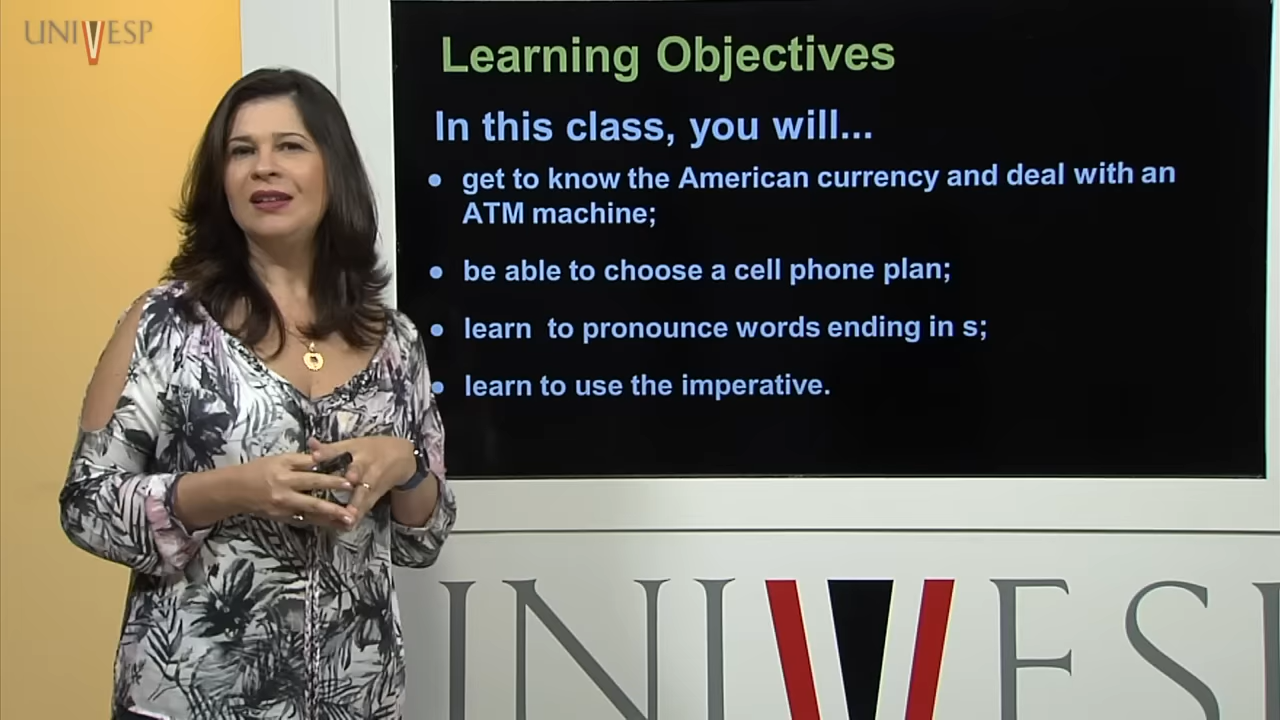 UNIVESP
Learning Objectives
In this class, you will...
• get to know the American currency and deal with an
ATM machine;
• be able to choose a cell phone plan;
• learn to pronounce words ending in s;
• learn to use the imperative.
UNIVESP